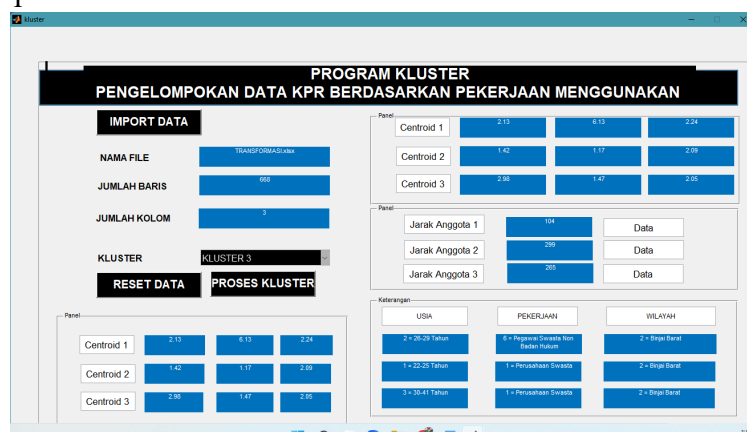 kluster
PROGRAM KLUSTER
PENGELOMPOKAN DATA KPR BERDASARKAN PEKERJAAN MENGGUNAKAN
IMPORT DATA
NAMA FILE TRANSFORMASI.xlsx
JUMLAH BARIS 668
JUMLAH KOLOM 3
KLUSTER KLUSTER 3
RESET DATA PROSES KLUSTER
Panel
Centroid 1 2.13 6.13 2.24
Centroid 2 1.42 1.17 2.09
Centroid 3 2.98 1.47 2.05
Panel
Centroid 1 2.13 6.13 2.24
Centroid 2 1.42 1.17 2.09
Centroid 3 2.98 1.47 2.05
Panel
Jarak Anggota 1 104 Data
Jarak Anggota 2 299 Data
Jarak Anggota 3 265 Data
Keterangan
USIA PEKERJAAN WILAYAH
2 = 26-29 Tahun 6 = Pegawai Swasta Non Badan Hukum 2 = Binjai Barat
1 = 22-25 Tahun 1 = Perusahaan Swasta 2 = Binjai Barat
3 = 30-41 Tahun 1 = Perusahaan Swasta 2 = Binjai Barat